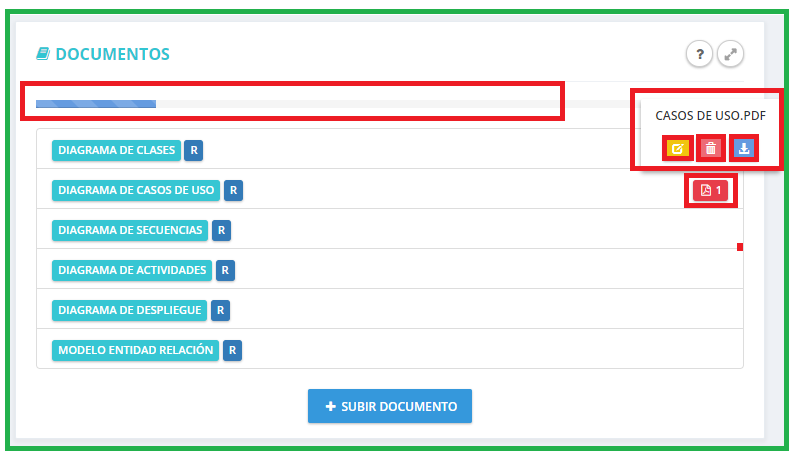 DOCUMENTOS
?
CASOS DE USO.PDF
DIAGRAMA DE CLASES R
DIAGRAMA DE CASOS DE USO R
1
DIAGRAMA DE SECUENCIAS R
DIAGRAMA DE ACTIVIDADES R
DIAGRAMA DE DESPLIEGUE R
MODELO ENTIDAD RELACIÓN R
+ SUBIR DOCUMENTO